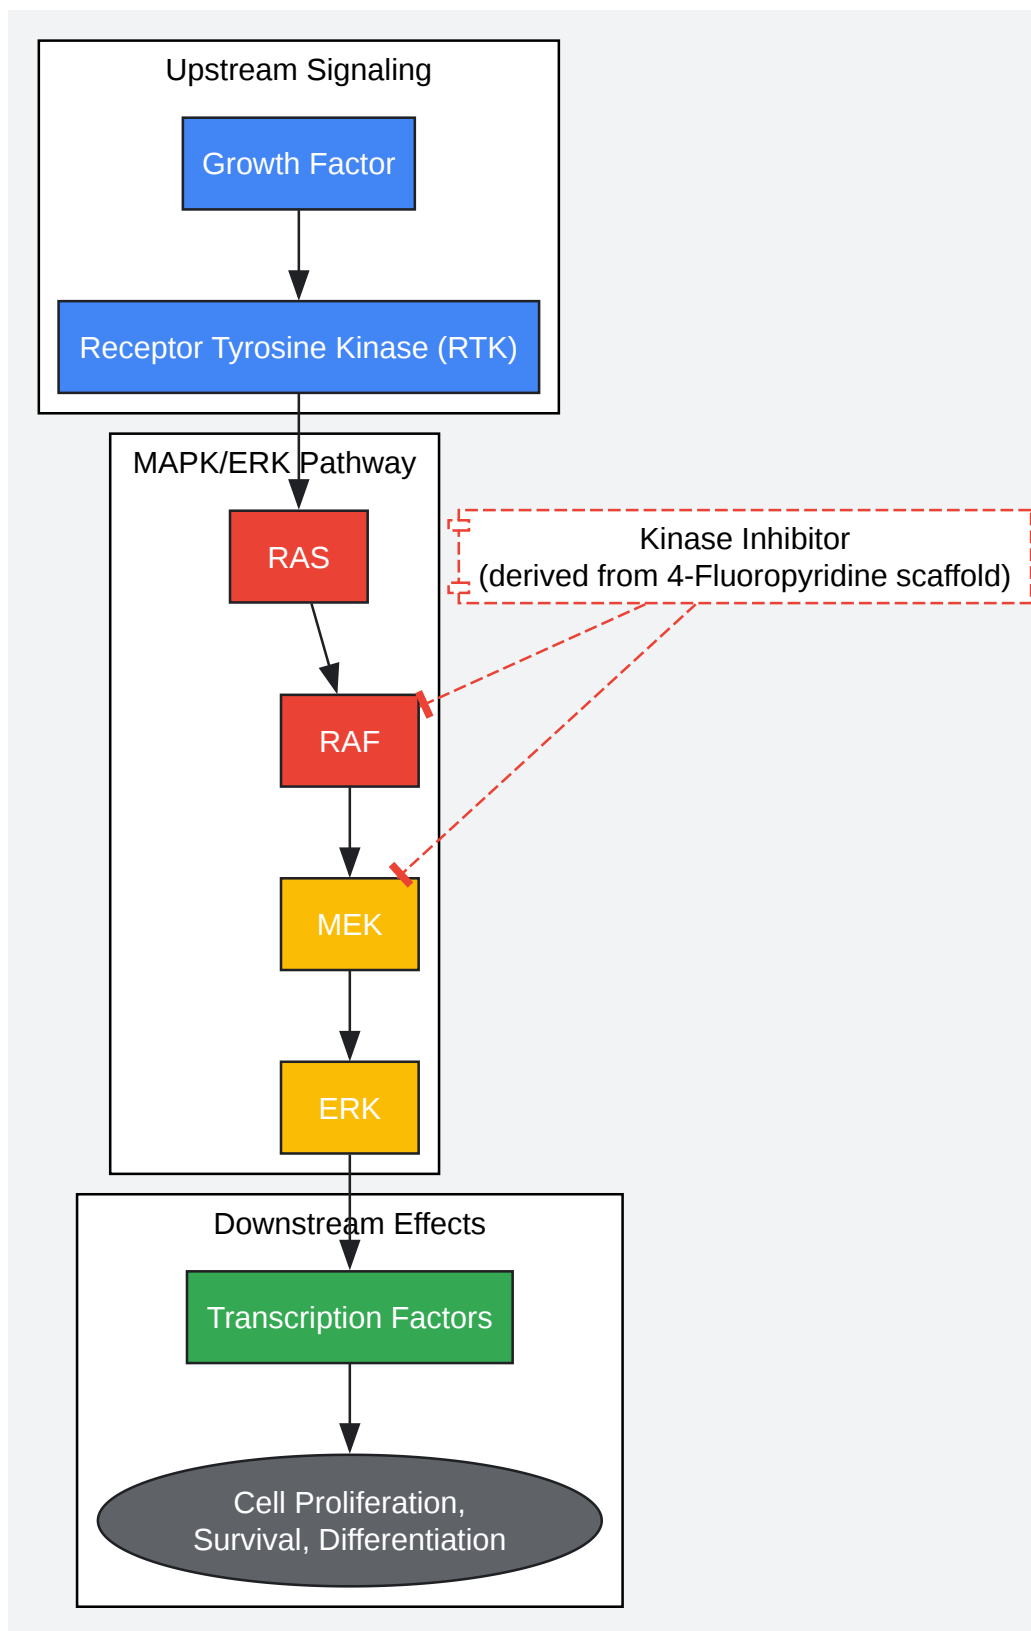 Upstream Signaling
Growth Factor
Receptor Tyrosine Kinase (RTK)
MAPK/ERK Pathway
RAS
Kinase Inhibitor
(derived from 4-Fluoropyridine scaffold)
RAF
MEK
ERK
Downstream Effects
Transcription Factors
Cell Proliferation,
Survival, Differentiation